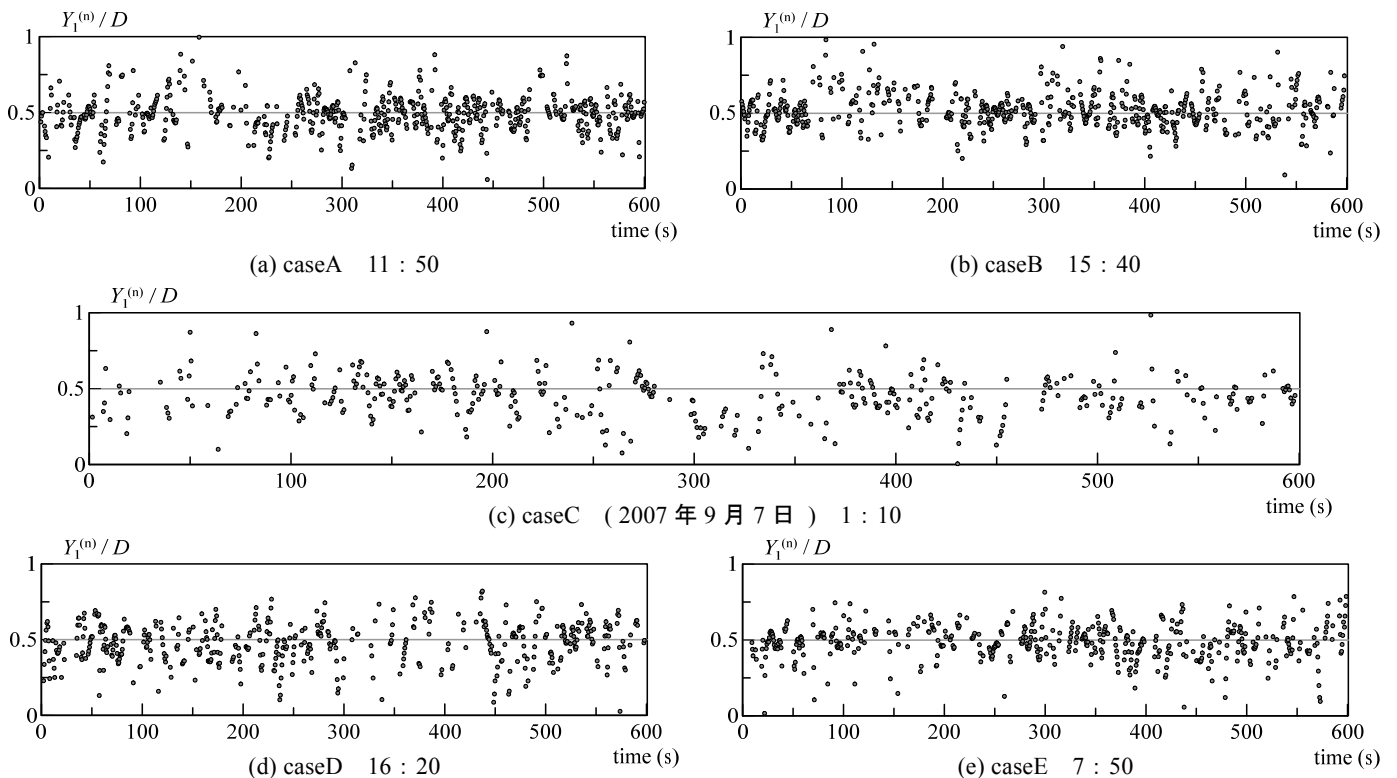 Y₁⁽ⁿ⁾ / D
1
0.5
0
0 100 200 300 400 500 600
time (s)
(a) caseA 11 : 50
Y₁⁽ⁿ⁾ / D
1
0.5
0
0 100 200 300 400 500 600
time (s)
(b) caseB 15 : 40
Y₁⁽ⁿ⁾ / D
1
0.5
0
0 100 200 300 400 500 600
time (s)
(c) caseC ( 2007 年 9 月 7 日 ) 1 : 10
Y₁⁽ⁿ⁾ / D
1
0.5
0
0 100 200 300 400 500 600
time (s)
(d) caseD 16 : 20
Y₁⁽ⁿ⁾ / D
1
0.5
0
0 100 200 300 400 500 600
time (s)
(e) caseE 7 : 50